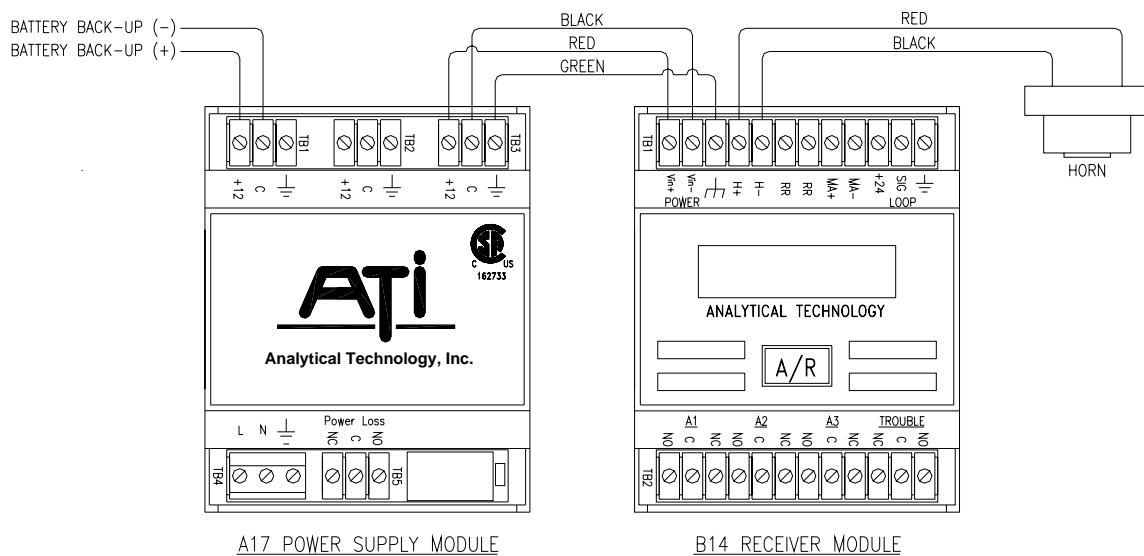 BATTERY BACK-UP (-)
BATTERY BACK-UP (+)
BLACK
RED
GREEN
RED
BLACK
HORN
TB1
TB2
TB3
+12 C
+12 C
+12 C
ATi
Analytical Technology, Inc.
CSA
C US
162733
L N
Power Loss
NC C NO
TB4
TB5
A17 POWER SUPPLY MODULE
TB1
Vin+ Vin- H+ H- RR RR MA+ MA- +24 SIG
POWER
LOOP
ANALYTICAL TECHNOLOGY
A/R
A1 A2 A3 TROUBLE
NO C NC NO C NC NO C NC NC C NO
TB2
B14 RECEIVER MODULE